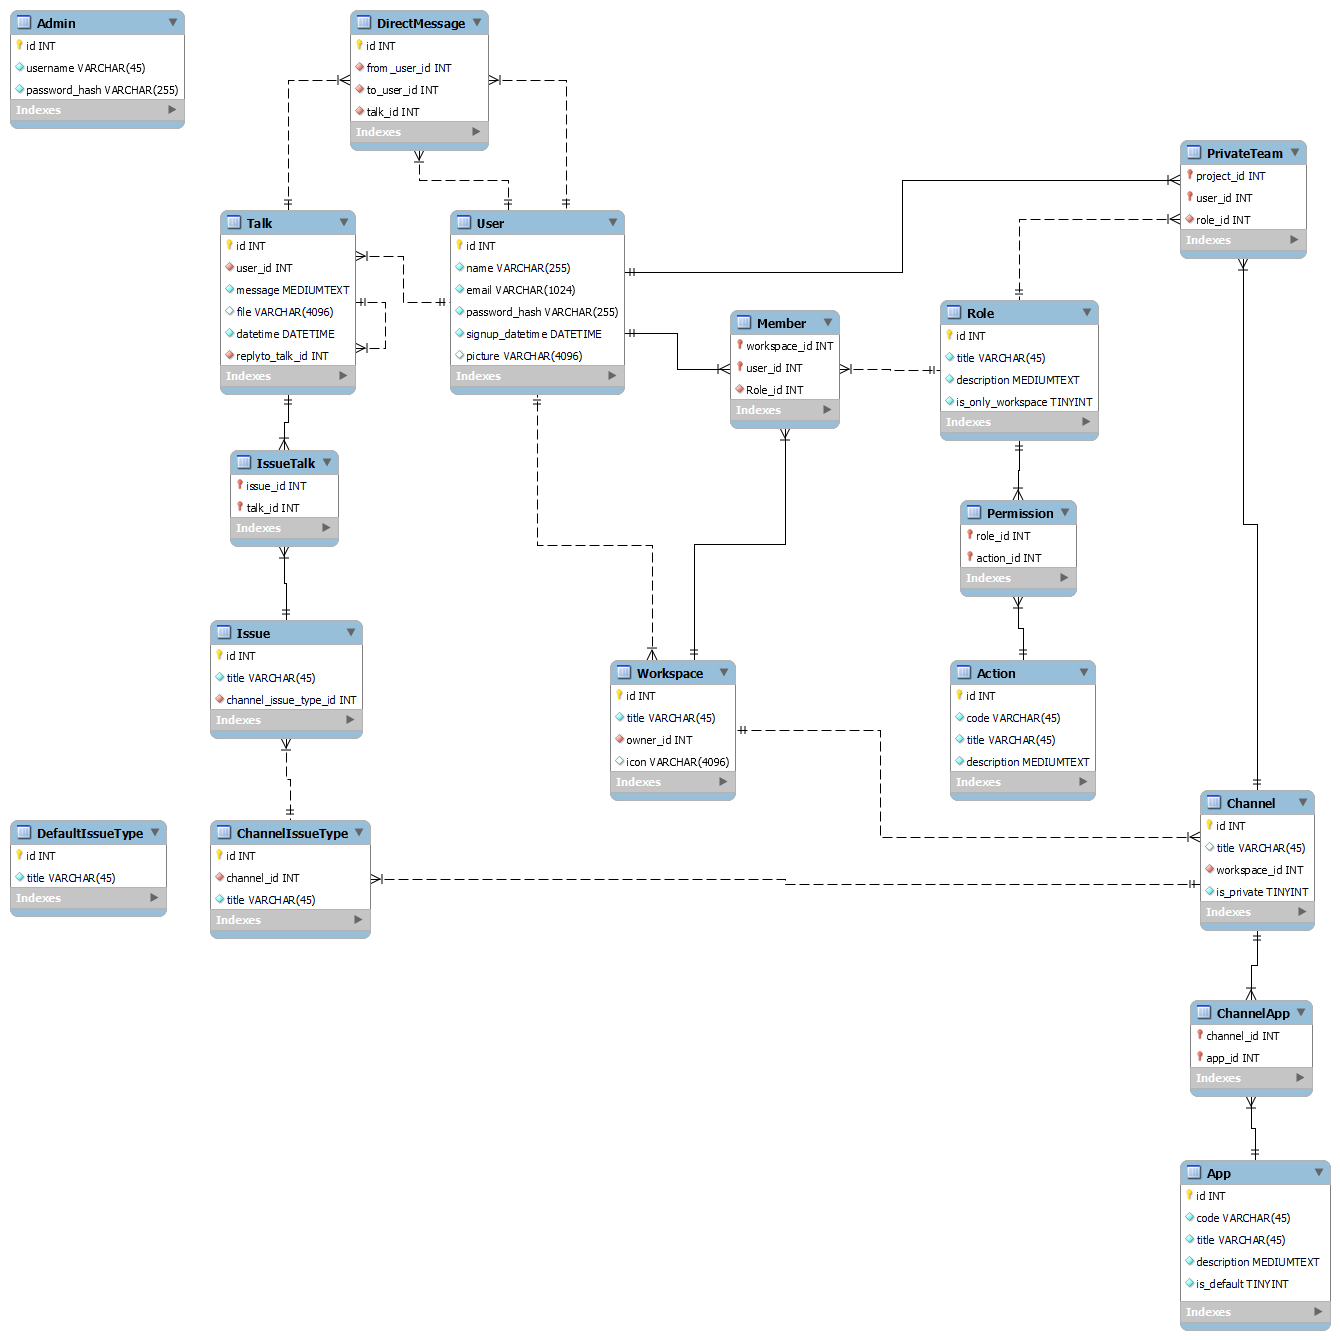 Admin
id INT
username VARCHAR(45)
password_hash VARCHAR(255)
Indexes
DirectMessage
id INT
from_user_id INT
to_user_id INT
talk_id INT
Indexes
PrivateTeam
project_id INT
user_id INT
role_id INT
Indexes
Talk
id INT
user_id INT
message MEDIUMTEXT
file VARCHAR(4096)
datetime DATETIME
replyto_talk_id INT
Indexes
User
id INT
name VARCHAR(255)
email VARCHAR(1024)
password_hash VARCHAR(255)
signup_datetime DATETIME
picture VARCHAR(4096)
Indexes
Member
workspace_id INT
user_id INT
Role_id INT
Indexes
Role
id INT
title VARCHAR(45)
description MEDIUMTEXT
is_only_workspace TINYINT
Indexes
IssueTalk
issue_id INT
talk_id INT
Indexes
Permission
role_id INT
action_id INT
Indexes
Issue
id INT
title VARCHAR(45)
channel_issue_type_id INT
Indexes
Workspace
id INT
title VARCHAR(45)
owner_id INT
icon VARCHAR(4096)
Indexes
Action
id INT
code VARCHAR(45)
title VARCHAR(45)
description MEDIUMTEXT
Indexes
DefaultIssueType
id INT
title VARCHAR(45)
Indexes
ChannelIssueType
id INT
channel_id INT
title VARCHAR(45)
Indexes
Channel
id INT
title VARCHAR(45)
workspace_id INT
is_private TINYINT
Indexes
ChannelApp
channel_id INT
app_id INT
Indexes
App
id INT
code VARCHAR(45)
title VARCHAR(45)
description MEDIUMTEXT
is_default TINYINT
Indexes